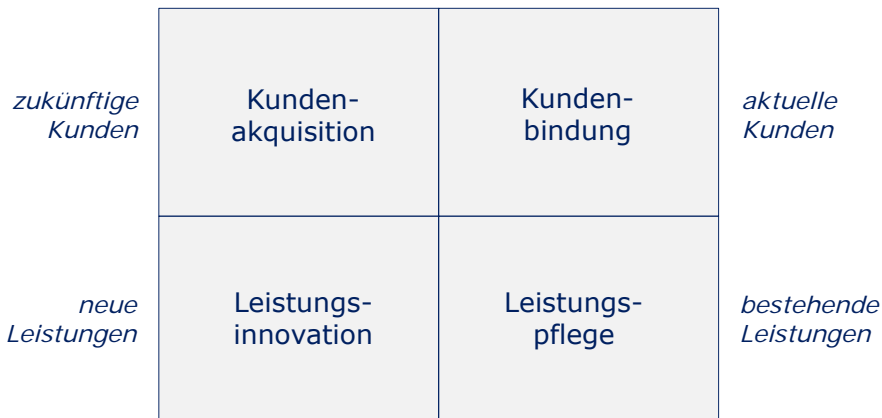 zukünftige
Kunden
Kunden-
akquisition
Kunden-
bindung
aktuelle
Kunden
neue
Leistungen
Leistungs-
innovation
Leistungs-
pflege
bestehende
Leistungen